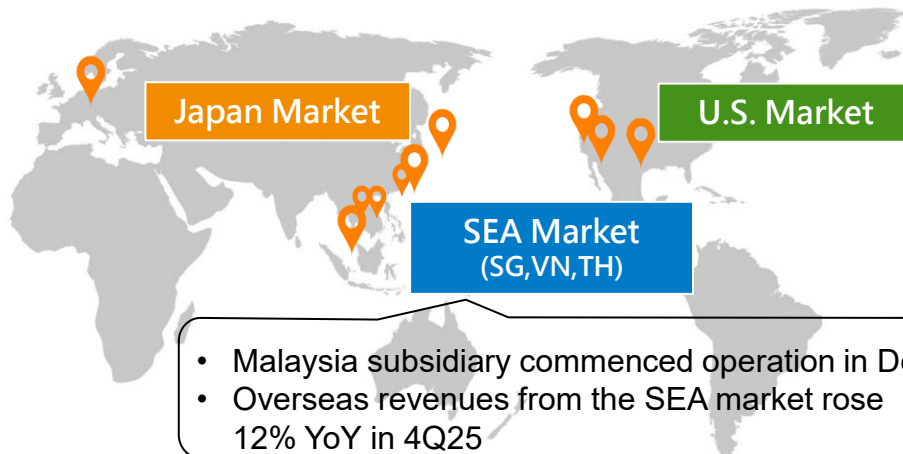 Japan Market
U.S. Market
SEA Market
(SG,VN,TH)
• Malaysia subsidiary commenced operation in
• Overseas revenues from the SEA market rose
12% YoY in 4Q25